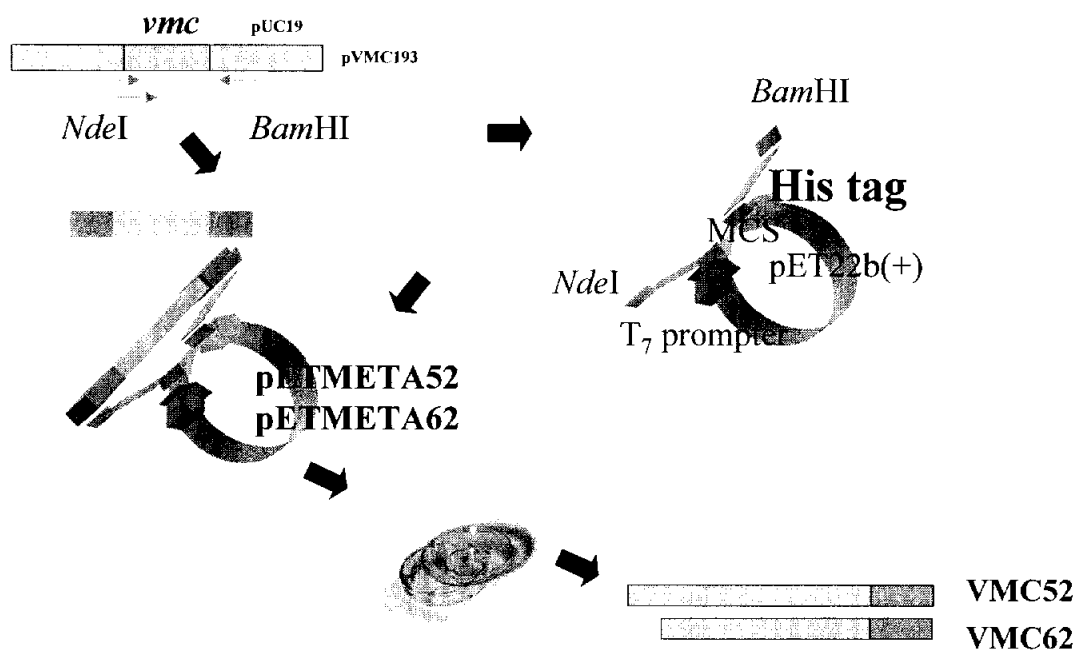 vmc pUC19
pVMC193
NdeI BamHI
BamHI
His tag
MCS
pET22b(+)
NdeI
T7 prompter
pETMETA52
pETMETA62
VMC52
VMC62